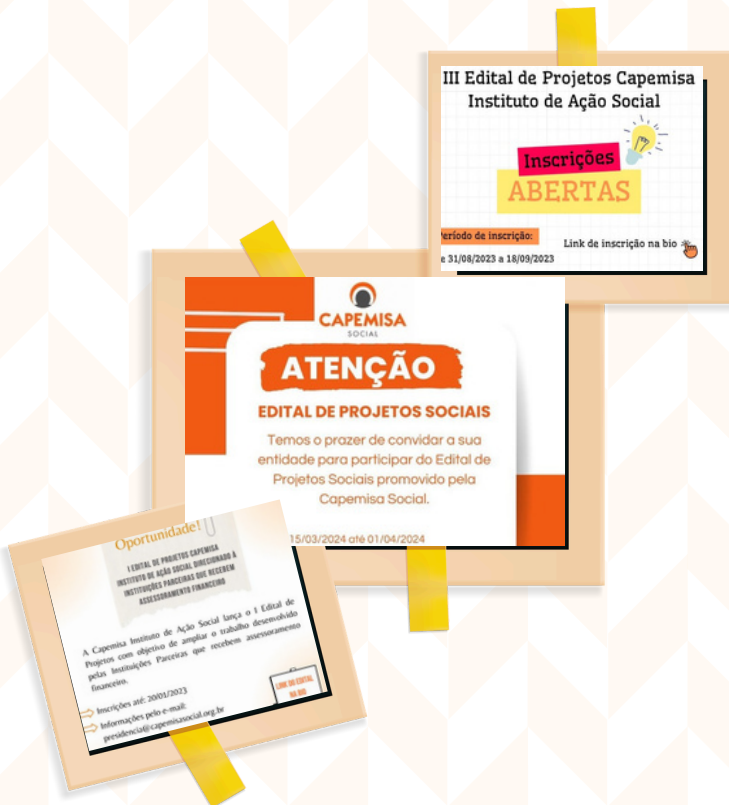 III Edital de Projetos Capemisa
Instituto de Ação Social
Inscrições
ABERTAS
Período de inscrição:
e 31/08/2023 a 18/09/2023
Link de inscrição na bio
CAPEMISA
SOCIAL
ATENÇÃO
EDITAL DE PROJETOS SOCIAIS
Temos o prazer de convidar a sua
entidade para participar do Edital de
Projetos Sociais promovido pela
Capemisa Social.
15/03/2024 até 01/04/2024
Oportunidade!
I EDITAL DE PROJETOS CAPEMISA
INSTITUTO DE AÇÃO SOCIAL DIRECIONADO À
INSTITUIÇÕES PARCEIRAS QUE RECEBEM
ASSESSORAMENTO FINANCEIRO
A Capemisa Instituto de Ação Social lança o I Edital de
Projetos com objetivo de ampliar o trabalho desenvolvido
pelas Instituições Parceiras que recebem assessoramento
financeiro.
Inscrições até: 20/01/2023
Informações pelo e-mail:
presidencia@capemisasocial.org.br
LINK DO EDITAL
NA BIO